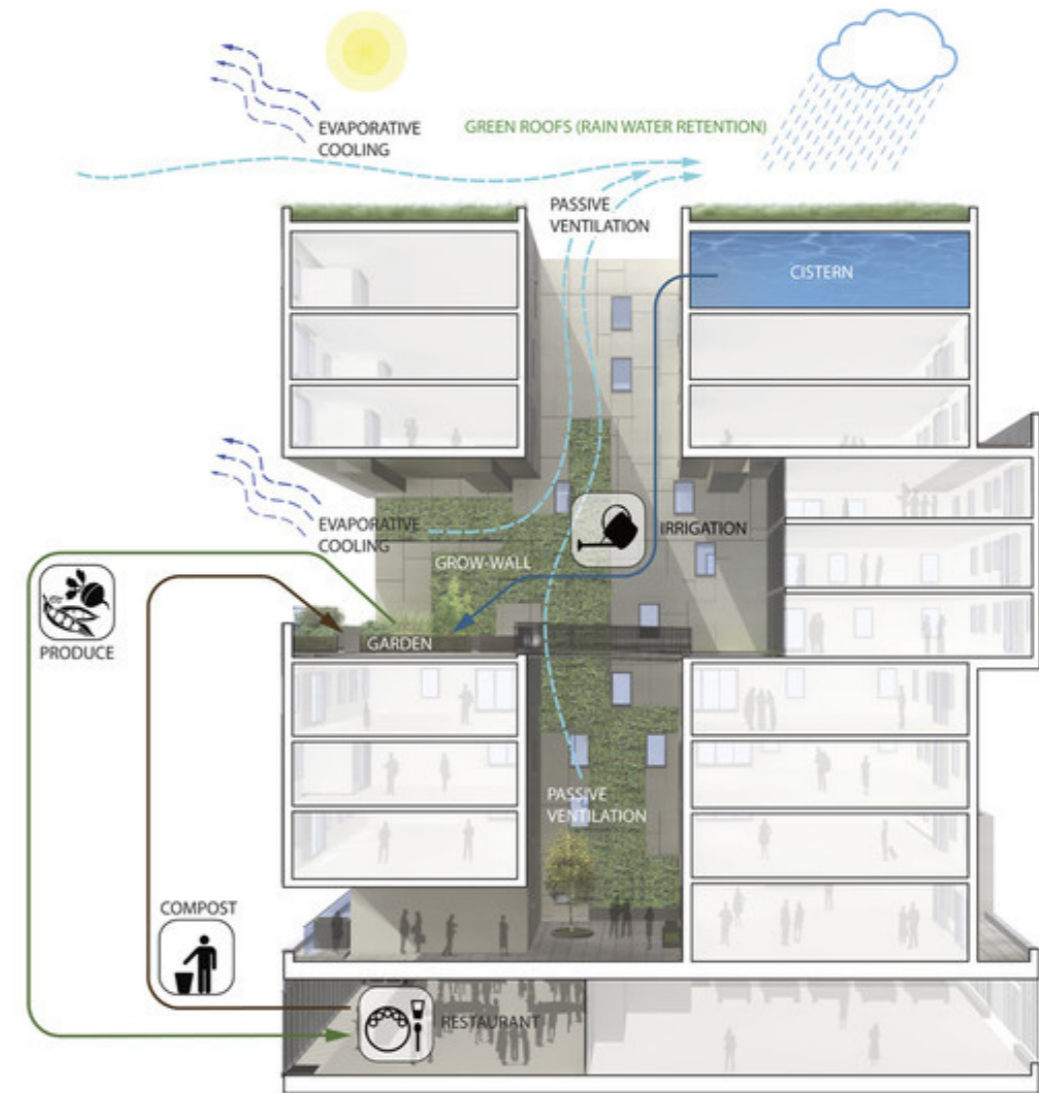 EVAPORATIVE
COOLING
GREEN ROOFS (RAIN WATER RETENTION)
PASSIVE
VENTILATION
CISTERN
EVAPORATIVE
COOLING
IRRIGATION
GROW-WALL
PRODUCE
GARDEN
PASSIVE
VENTILATION
COMPOST
RESTAURANT